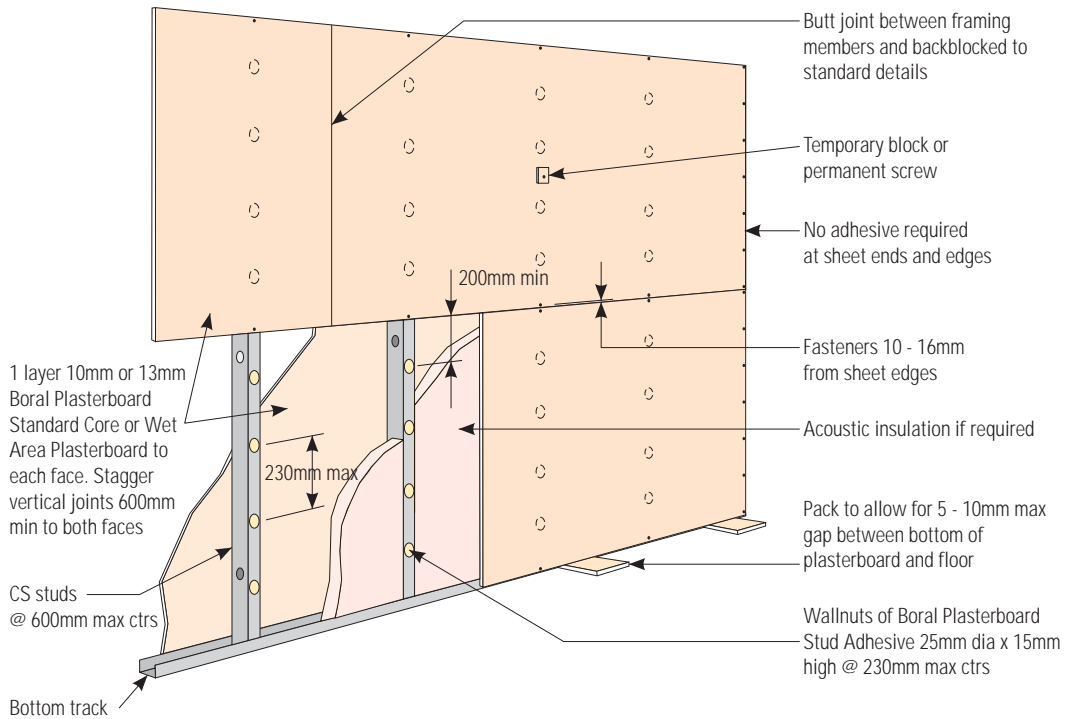 Butt joint between framing
members and backblocked to
standard details
Temporary block or
permanent screw
No adhesive required
at sheet ends and edges
200mm min
Fasteners 10 - 16mm
from sheet edges
1 layer 10mm or 13mm
Boral Plasterboard
Standard Core or Wet
Area Plasterboard to
each face. Stagger
vertical joints 600mm
min to both faces
230mm max
Acoustic insulation if required
Pack to allow for 5 - 10mm max
gap between bottom of
plasterboard and floor
CS studs
@ 600mm max ctrs
Wallnuts of Boral Plasterboard
Stud Adhesive 25mm dia x 15mm
high @ 230mm max ctrs
Bottom track